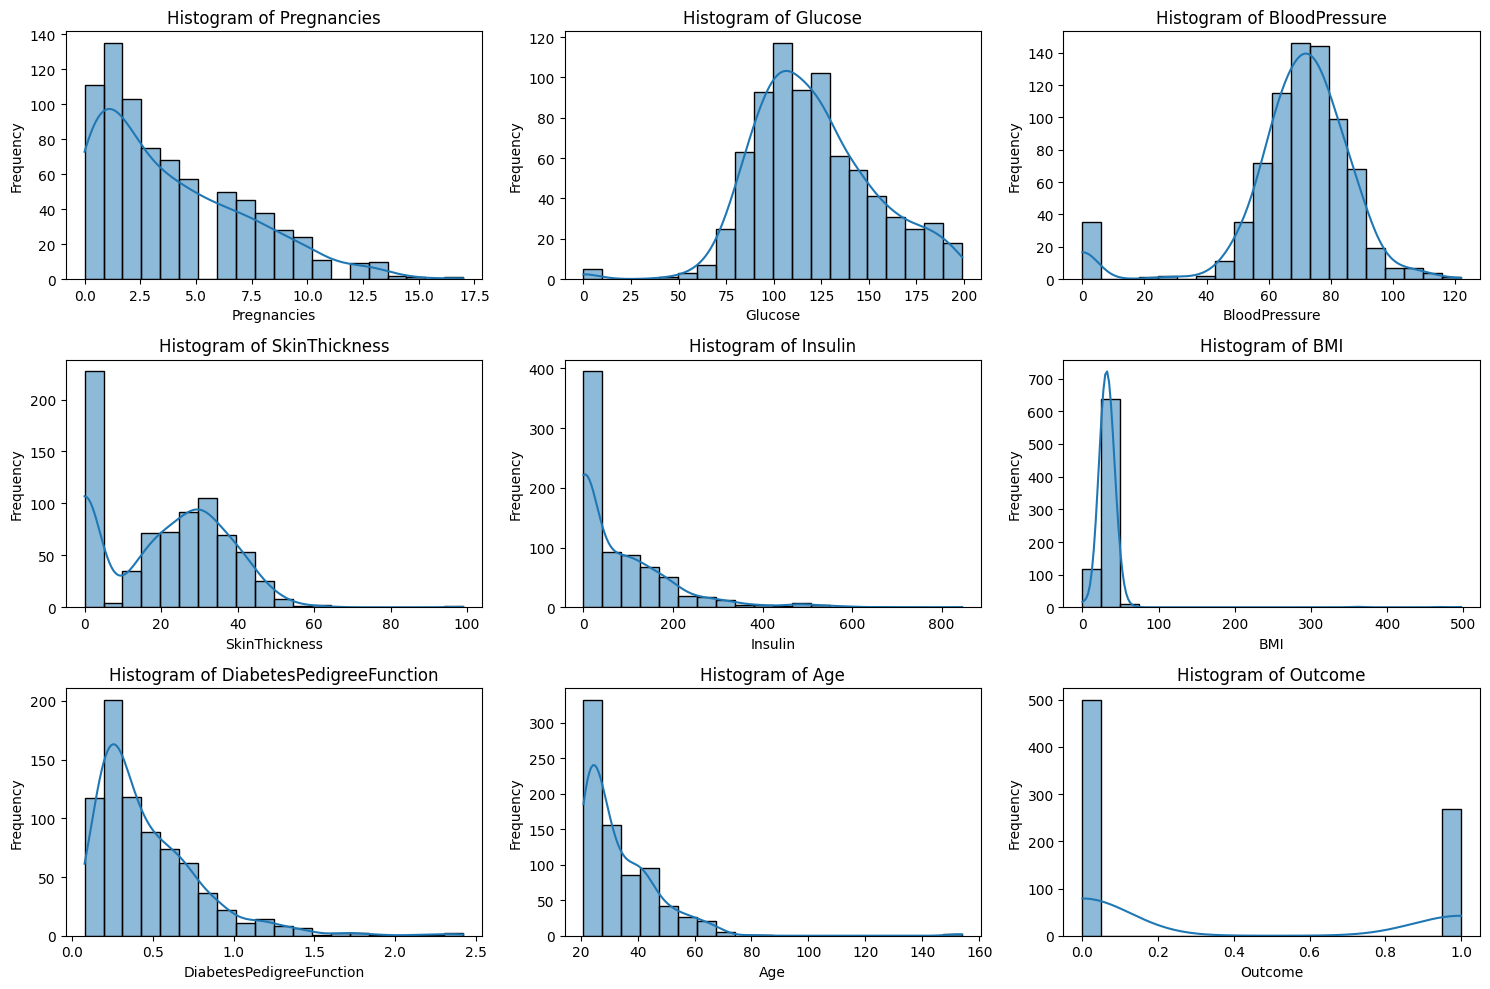 Histogram of Pregnancies
140
120
100
80
60
40
20
0
Frequency
0.0 2.5 5.0 7.5 10.0 12.5 15.0 17.5
Pregnancies
Histogram of Glucose
120
100
80
60
40
20
0
Frequency
0 25 50 75 100 125 150 175 200
Glucose
Histogram of BloodPressure
140
120
100
80
60
40
20
0
Frequency
0 20 40 60 80 100 120
BloodPressure
Histogram of SkinThickness
200
150
100
50
0
Frequency
0 20 40 60 80 100
SkinThickness
Histogram of Insulin
400
300
200
100
0
Frequency
0 200 400 600 800
Insulin
Histogram of BMI
700
600
500
400
300
200
100
0
Frequency
0 100 200 300 400 500
BMI
Histogram of DiabetesPedigreeFunction
200
150
100
50
0
Frequency
0.0 0.5 1.0 1.5 2.0 2.5
DiabetesPedigreeFunction
Histogram of Age
300
250
200
150
100
50
0
Frequency
20 40 60 80 100 120 140 160
Age
Histogram of Outcome
500
400
300
200
100
0
Frequency
0.0 0.2 0.4 0.6 0.8 1.0
Outcome